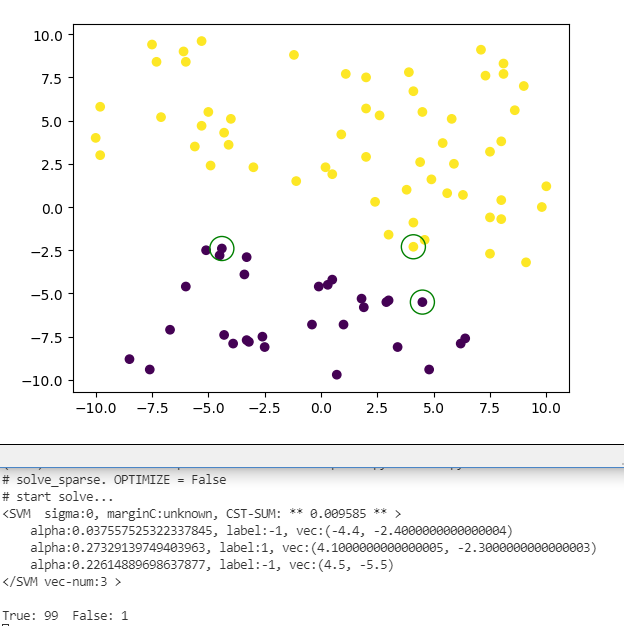 10.0
7.5
5.0
2.5
0.0
−2.5
−5.0
−7.5
−10.0
−10.0 −7.5 −5.0 −2.5 0.0 2.5 5.0 7.5 10.0
# solve_sparse. OPTIMIZE = False
# start solve...
<SVM  sigma:0, marginC:unknown, CST-SUM: ** 0.009585 ** >
    alpha:0.037557525322337845, label:-1, vec:(-4.4, -2.4000000000000004)
    alpha:0.27329139749403963, label:1, vec:(4.1000000000000005, -2.3000000000000003)
    alpha:0.22614889698637877, label:-1, vec:(4.5, -5.5)
</SVM vec-num:3 >
True: 99  False: 1